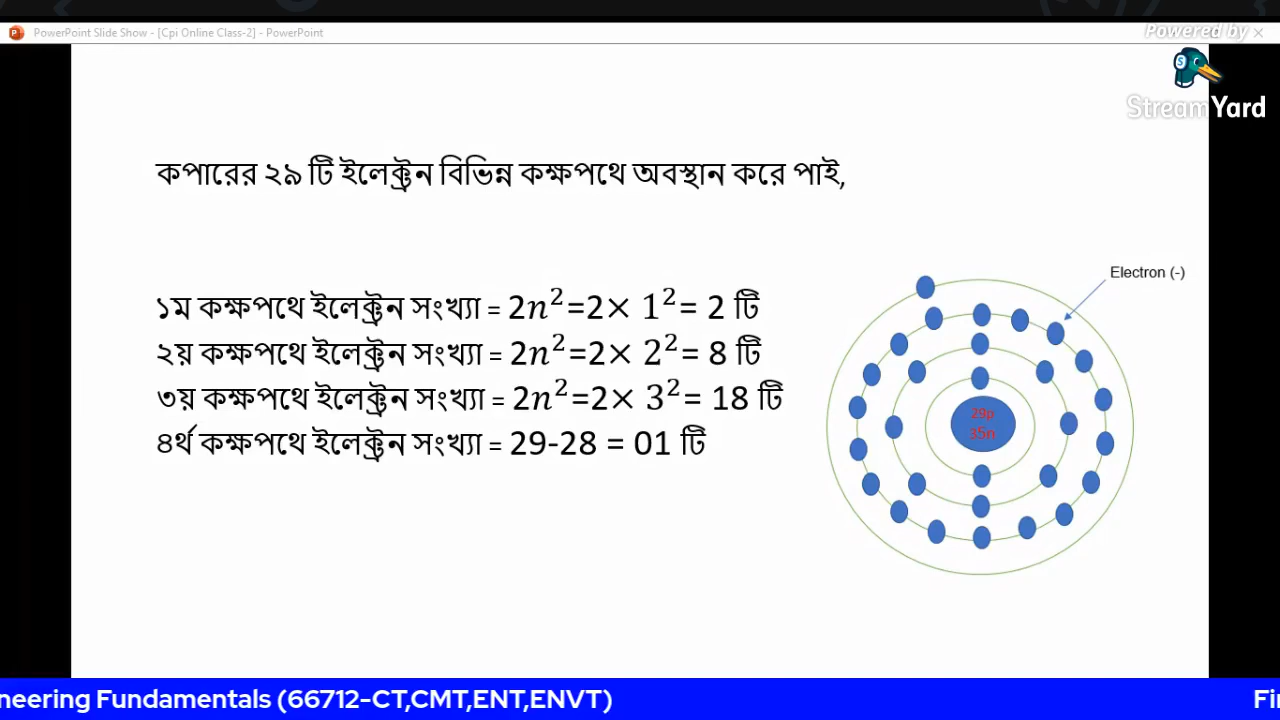 PowerPoint Slide Show - [Cpi Online Class-2] - PowerPoint
Powered by
StreamYard
কপারের ২৯ টি ইলেক্ট্রন বিভিন্ন কক্ষপথে অবস্থান করে পাই,
Electron (-)
১ম কক্ষপথে ইলেক্ট্রন সংখ্যা = 2n²=2× 1²= 2 টি
২য় কক্ষপথে ইলেক্ট্রন সংখ্যা = 2n²=2× 2²= 8 টি
৩য় কক্ষপথে ইলেক্ট্রন সংখ্যা = 2n²=2× 3²= 18 টি
৪র্থ কক্ষপথে ইলেক্ট্রন সংখ্যা = 29-28 = 01 টি
29p
35n
neering Fundamentals (66712-CT,CMT,ENT,ENVT)
Fir